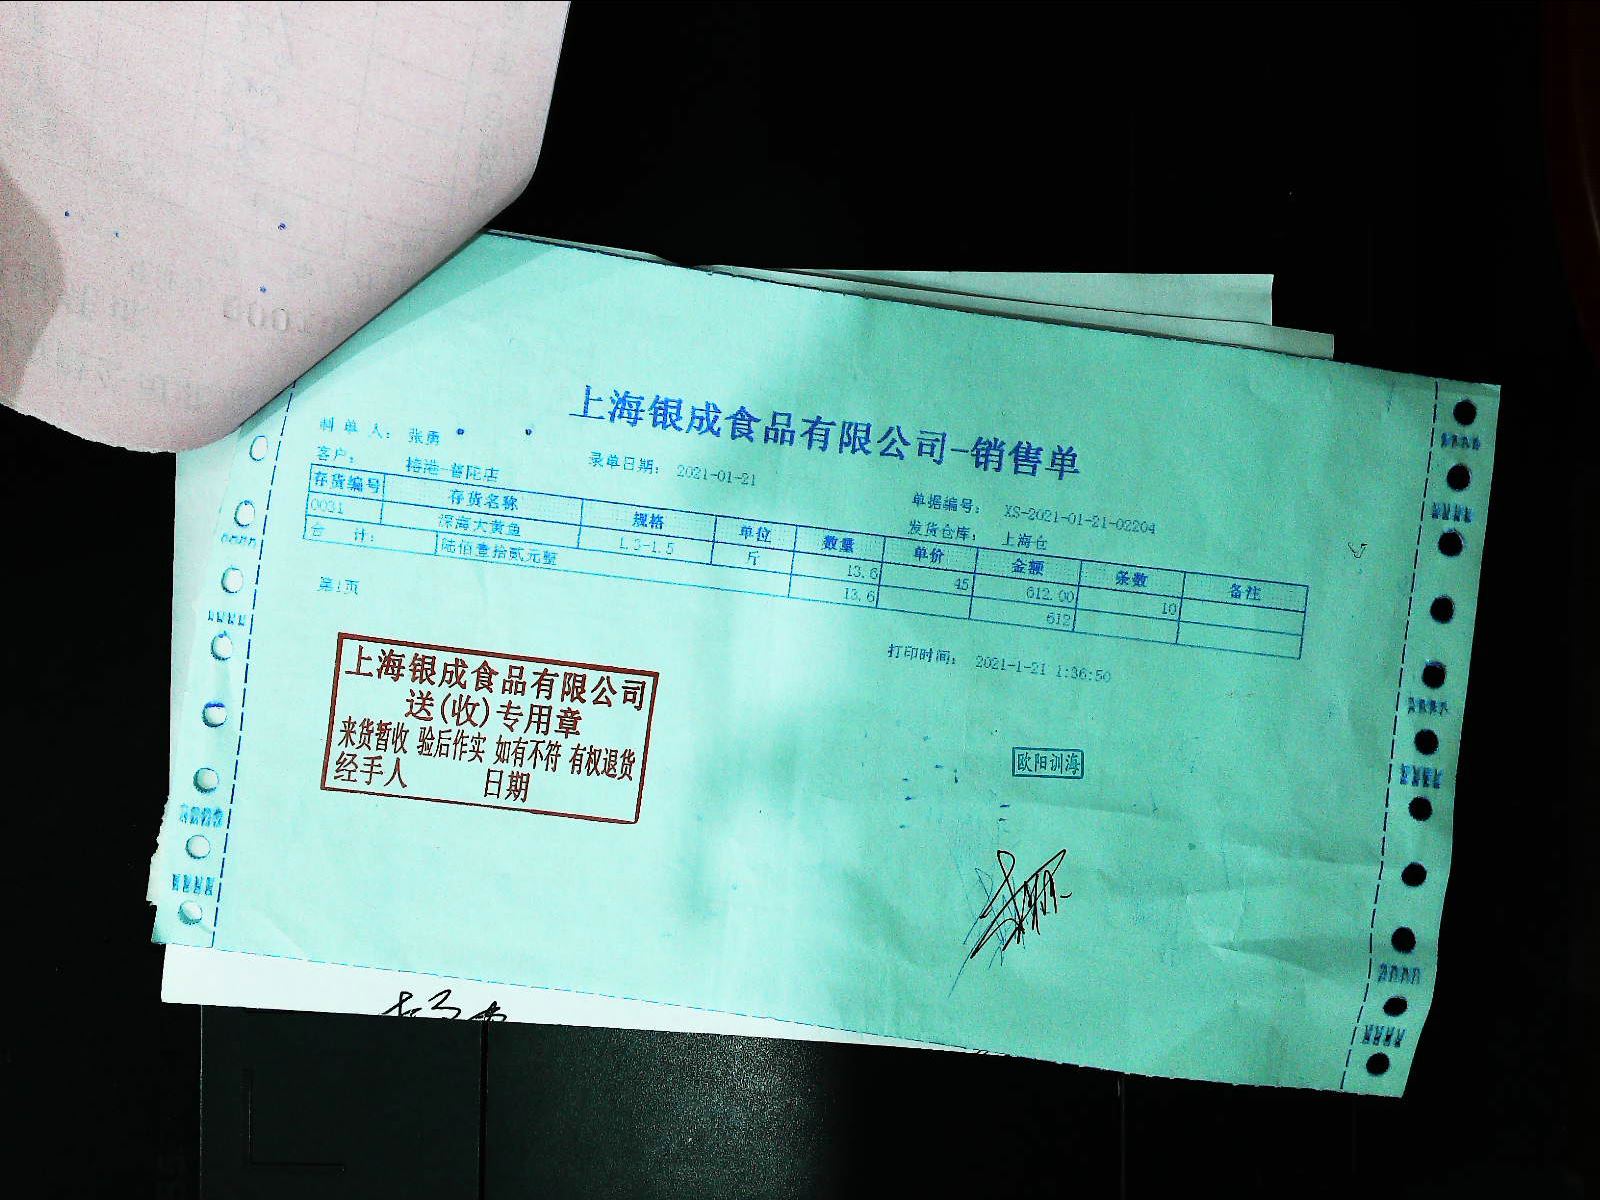 上海银成食品有限公司-销售单
制单人: 张勇
录单日期: 2021-01-21
单据编号: XS-2021-01-21-02204
客户: 椿港-普陀店
发货仓库: 上海仓
存货编号 存货名称 规格 单位 数量 单价 金额 条数 备注
0031 深海大黄鱼 1.3-1.5 斤 13.6 45 612.00 10
合 计: 陆佰壹拾贰元整 13.6 612
第1页
打印时间: 2021-1-21 1:36:50
上海银成食品有限公司
送(收)专用章
来货暂收 验后作实 如有不符 有权退货
经手人 日期
欧阳训海